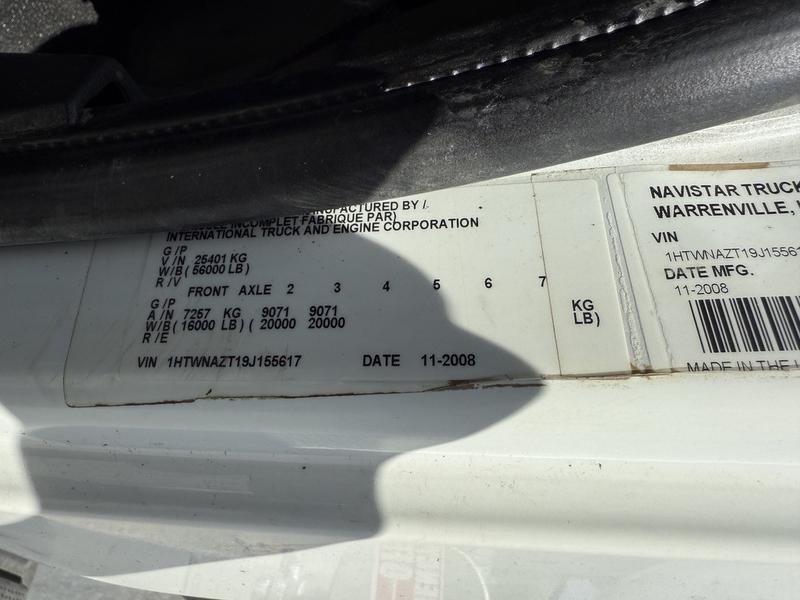 MANUFACTURED BY /.
INCOMPLET FABRIQUE PAR)
INTERNATIONAL TRUCK AND ENGINE CORPORATION
G/P
V/N 25401 KG
W/B (56000 LB)
R/V
FRONT AXLE 2 3 4 5 6 7
G/P
A/N 7257 KG 9071 9071 KG
W/B (16000 LB) ( 20000 20000 LB)
R/E
VIN 1HTWNAZT19J155617 DATE 11-2008
NAVISTAR TRUCK
WARRENVILLE,
VIN
1HTWNAZT19J15561
DATE MFG.
11-2008
MADE IN THE